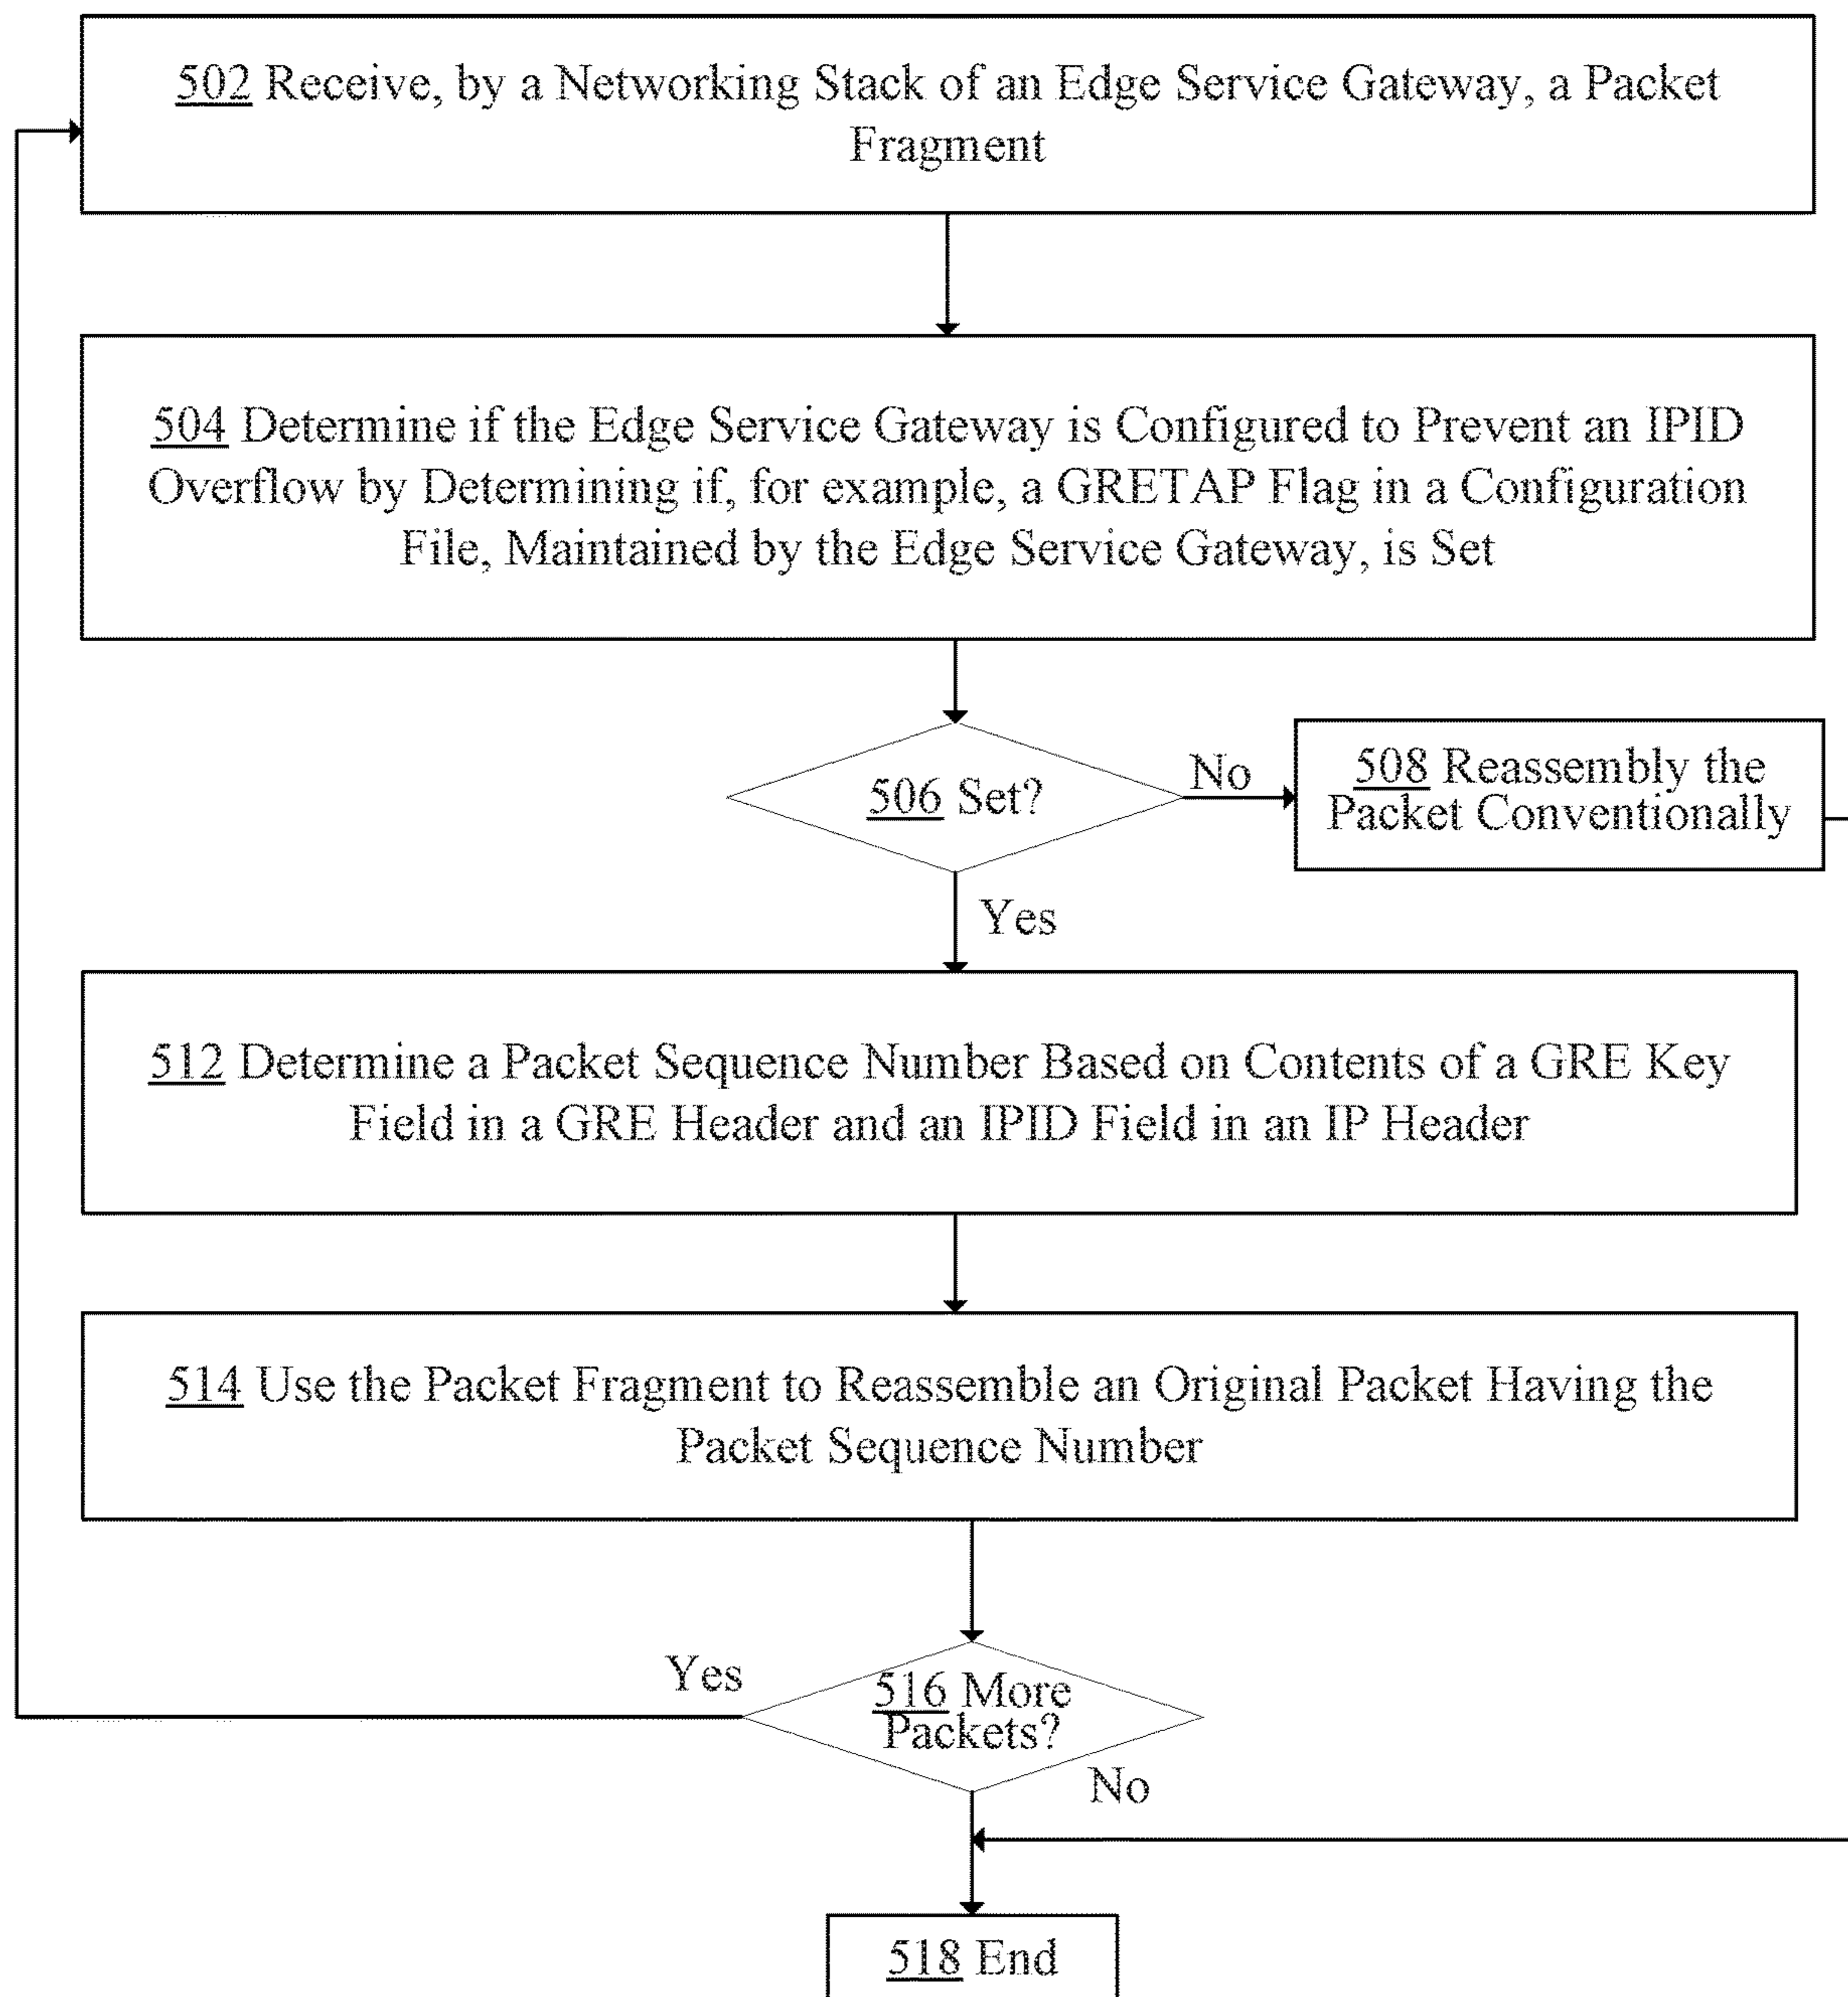 502 Receive, by a Networking Stack of an Edge Service Gateway, a Packet
Fragment
504 Determine if the Edge Service Gateway is Configured to Prevent an IPID
Overflow by Determining if, for example, a GRETAP Flag in a Configuration
File, Maintained by the Edge Service Gateway, is Set
506 Set?
No
508 Reassembly the
Packet Conventionally
Yes
512 Determine a Packet Sequence Number Based on Contents of a GRE Key
Field in a GRE Header and an IPID Field in an IP Header
514 Use the Packet Fragment to Reassemble an Original Packet Having the
Packet Sequence Number
Yes
516 More
Packets?
No
518 End